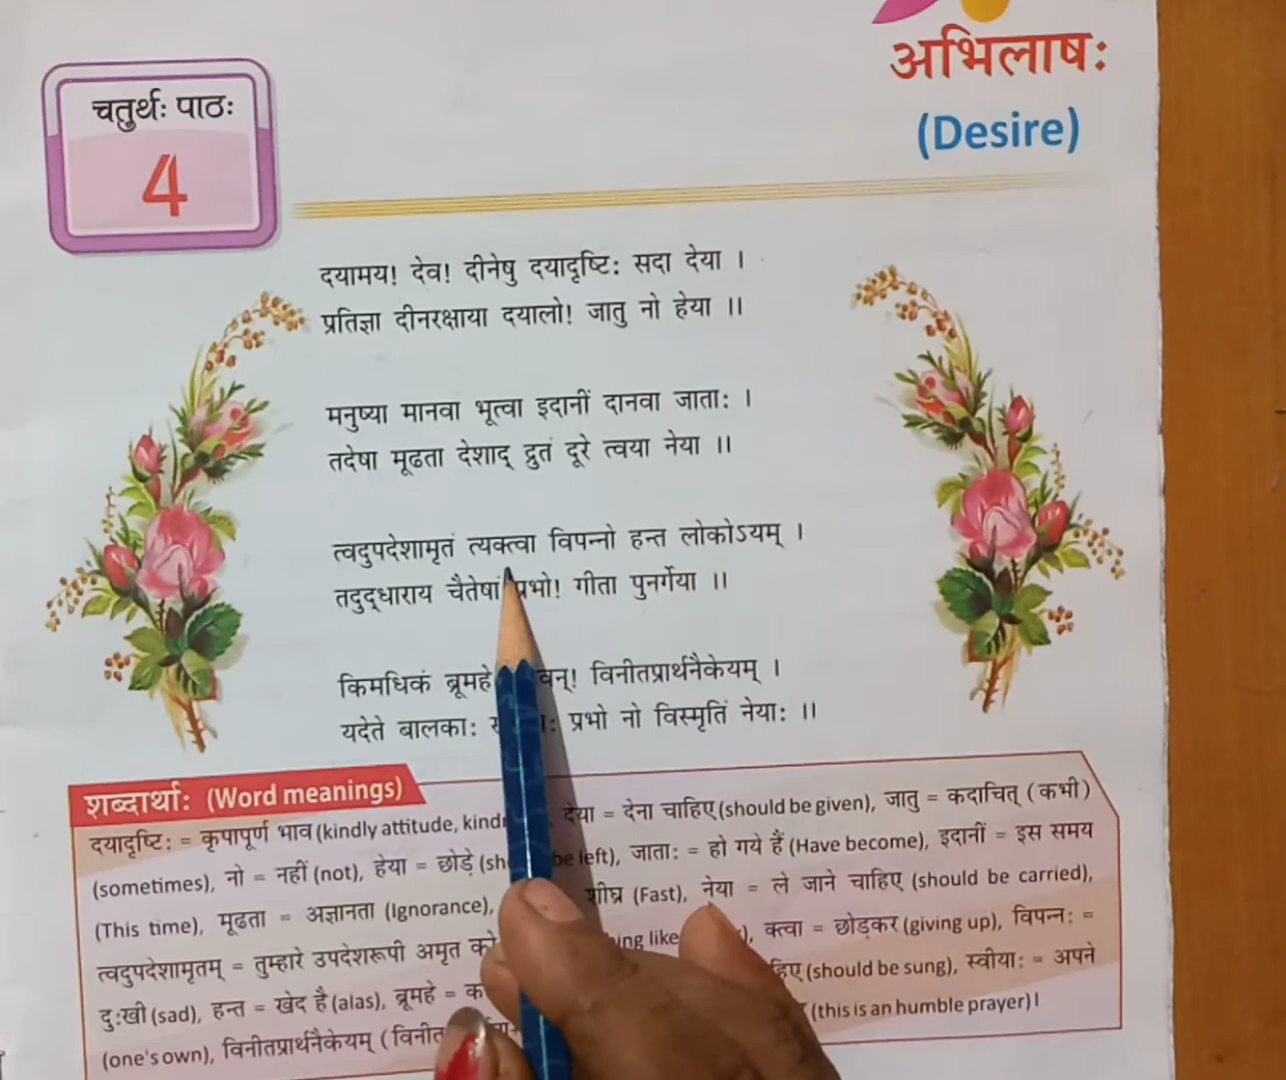 अभिलाषः
(Desire)
चतुर्थः पाठः
4
दयामय! देव! दीनेषु दयादृष्टिः सदा देया ।
प्रतिज्ञा दीनरक्षाया दयालो! जातु नो हेया ।।
मनुष्या मानवा भूत्वा इदानीं दानवा जाताः ।
तदेषा मूढता देशाद् द्रुतं दूरे त्वया नेया ।।
त्वदुपदेशामृतं त्यक्त्वा विपन्नो हन्त लोकोऽयम् ।
तदुद्धाराय चैतेषां प्रभो! गीता पुनर्गेया ।।
किमधिकं ब्रूमहे वन्! विनीतप्रार्थनैकेयम् ।
यदेते बालकाः प्रभो नो विस्मृतिं नेयाः ।।
शब्दार्थाः (Word meanings)
दयादृष्टिः = कृपापूर्ण भाव (kindly attitude, देया = देना चाहिए (should be given), जातु = कदाचित् (कभी)
(sometimes), नो = नहीं (not), हेया = छोड़े be left), जाताः = हो गये हैं (Have become), इदानीं = इस समय
(This time), मूढता = अज्ञानता (Ignorance), शीघ्र (Fast), नेया = ले जाने चाहिए (should be carried),
त्वदुपदेशामृतम् = तुम्हारे उपदेशरूपी अमृत को like क्त्वा = छोड़कर (giving up), विपन्नः =
दुःखी (sad), हन्त = खेद है (alas), ब्रूमहे = (should be sung), स्वीयाः = अपने
(one's own), विनीतप्रार्थनैकेयम् (this is an humble prayer)।